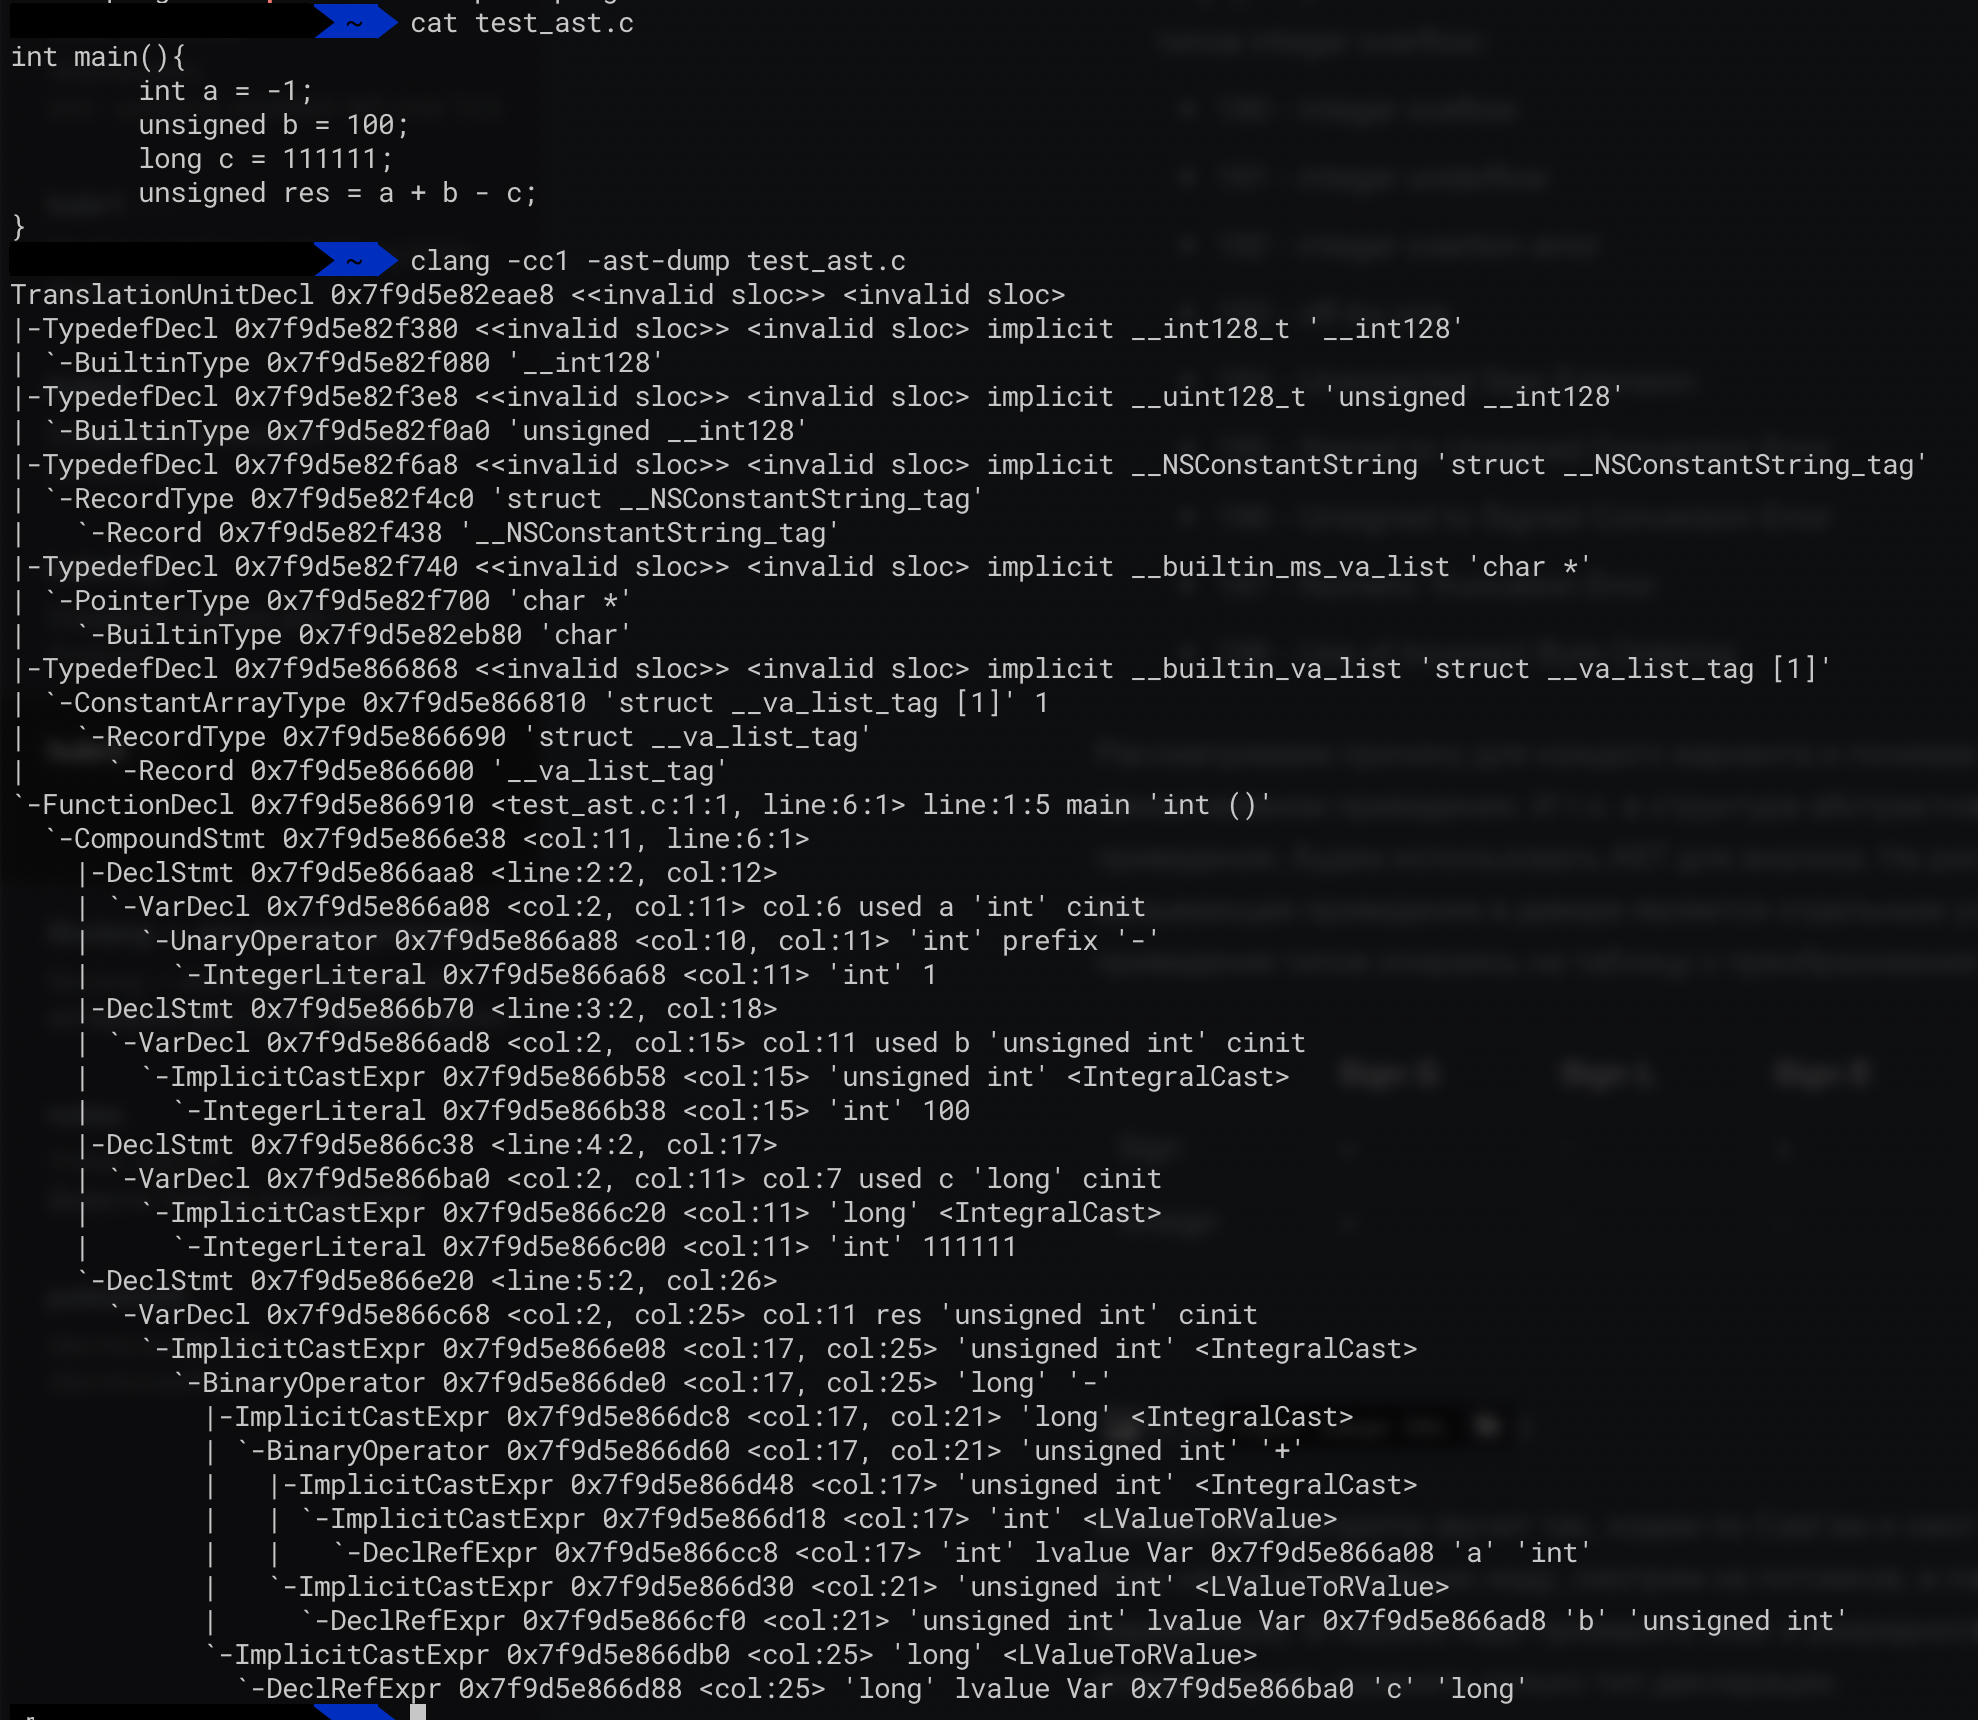 ~ cat test_ast.c
int main(){
        int a = -1;
        unsigned b = 100;
        long c = 111111;
        unsigned res = a + b - c;
}
~ clang -cc1 -ast-dump test_ast.c
TranslationUnitDecl 0x7f9d5e82eae8 <<invalid sloc>> <invalid sloc>
|-TypedefDecl 0x7f9d5e82f380 <<invalid sloc>> <invalid sloc> implicit __int128_t '__int128'
| `-BuiltinType 0x7f9d5e82f080 '__int128'
|-TypedefDecl 0x7f9d5e82f3e8 <<invalid sloc>> <invalid sloc> implicit __uint128_t 'unsigned __int128'
| `-BuiltinType 0x7f9d5e82f0a0 'unsigned __int128'
|-TypedefDecl 0x7f9d5e82f6a8 <<invalid sloc>> <invalid sloc> implicit __NSConstantString 'struct __NSConstantString_tag'
| `-RecordType 0x7f9d5e82f4c0 'struct __NSConstantString_tag'
|   `-Record 0x7f9d5e82f438 '__NSConstantString_tag'
|-TypedefDecl 0x7f9d5e82f740 <<invalid sloc>> <invalid sloc> implicit __builtin_ms_va_list 'char *'
| `-PointerType 0x7f9d5e82f700 'char *'
|   `-BuiltinType 0x7f9d5e82eb80 'char'
|-TypedefDecl 0x7f9d5e866868 <<invalid sloc>> <invalid sloc> implicit __builtin_va_list 'struct __va_list_tag [1]'
| `-ConstantArrayType 0x7f9d5e866810 'struct __va_list_tag [1]' 1
|   `-RecordType 0x7f9d5e866690 'struct __va_list_tag'
|     `-Record 0x7f9d5e866600 '__va_list_tag'
`-FunctionDecl 0x7f9d5e866910 <test_ast.c:1:1, line:6:1> line:1:5 main 'int ()'
  `-CompoundStmt 0x7f9d5e866e38 <col:11, line:6:1>
    |-DeclStmt 0x7f9d5e866aa8 <line:2:2, col:12>
    | `-VarDecl 0x7f9d5e866a08 <col:2, col:11> col:6 used a 'int' cinit
    |   `-UnaryOperator 0x7f9d5e866a88 <col:10, col:11> 'int' prefix '-'
    |     `-IntegerLiteral 0x7f9d5e866a68 <col:11> 'int' 1
    |-DeclStmt 0x7f9d5e866b70 <line:3:2, col:18>
    | `-VarDecl 0x7f9d5e866ad8 <col:2, col:15> col:11 used b 'unsigned int' cinit
    |   `-ImplicitCastExpr 0x7f9d5e866b58 <col:15> 'unsigned int' <IntegralCast>
    |     `-IntegerLiteral 0x7f9d5e866b38 <col:15> 'int' 100
    |-DeclStmt 0x7f9d5e866c38 <line:4:2, col:17>
    | `-VarDecl 0x7f9d5e866ba0 <col:2, col:11> col:7 used c 'long' cinit
    |   `-ImplicitCastExpr 0x7f9d5e866c20 <col:11> 'long' <IntegralCast>
    |     `-IntegerLiteral 0x7f9d5e866c00 <col:11> 'int' 111111
    `-DeclStmt 0x7f9d5e866e20 <line:5:2, col:26>
      `-VarDecl 0x7f9d5e866c68 <col:2, col:25> col:11 res 'unsigned int' cinit
        `-ImplicitCastExpr 0x7f9d5e866e08 <col:17, col:25> 'unsigned int' <IntegralCast>
          `-BinaryOperator 0x7f9d5e866de0 <col:17, col:25> 'long' '-'
            |-ImplicitCastExpr 0x7f9d5e866dc8 <col:17, col:21> 'long' <IntegralCast>
            | `-BinaryOperator 0x7f9d5e866d60 <col:17, col:21> 'unsigned int' '+'
            |   |-ImplicitCastExpr 0x7f9d5e866d48 <col:17> 'unsigned int' <IntegralCast>
            |   | `-ImplicitCastExpr 0x7f9d5e866d18 <col:17> 'int' <LValueToRValue>
            |   |   `-DeclRefExpr 0x7f9d5e866cc8 <col:17> 'int' lvalue Var 0x7f9d5e866a08 'a' 'int'
            |   `-ImplicitCastExpr 0x7f9d5e866d30 <col:21> 'unsigned int' <LValueToRValue>
            |     `-DeclRefExpr 0x7f9d5e866cf0 <col:21> 'unsigned int' lvalue Var 0x7f9d5e866ad8 'b' 'unsigned int'
            `-ImplicitCastExpr 0x7f9d5e866db0 <col:25> 'long' <LValueToRValue>
              `-DeclRefExpr 0x7f9d5e866d88 <col:25> 'long' lvalue Var 0x7f9d5e866ba0 'c' 'long'